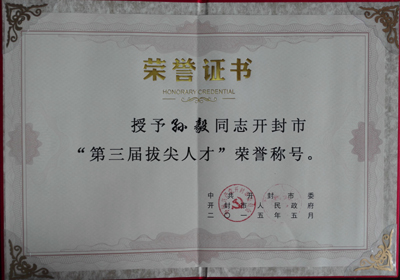 荣誉证书
HONORARY CREDENTIAL
授予孙毅同志开封市
“第三届拔尖人才”荣誉称号。
中共开封市委
开封市人民政府
二〇一五年五月